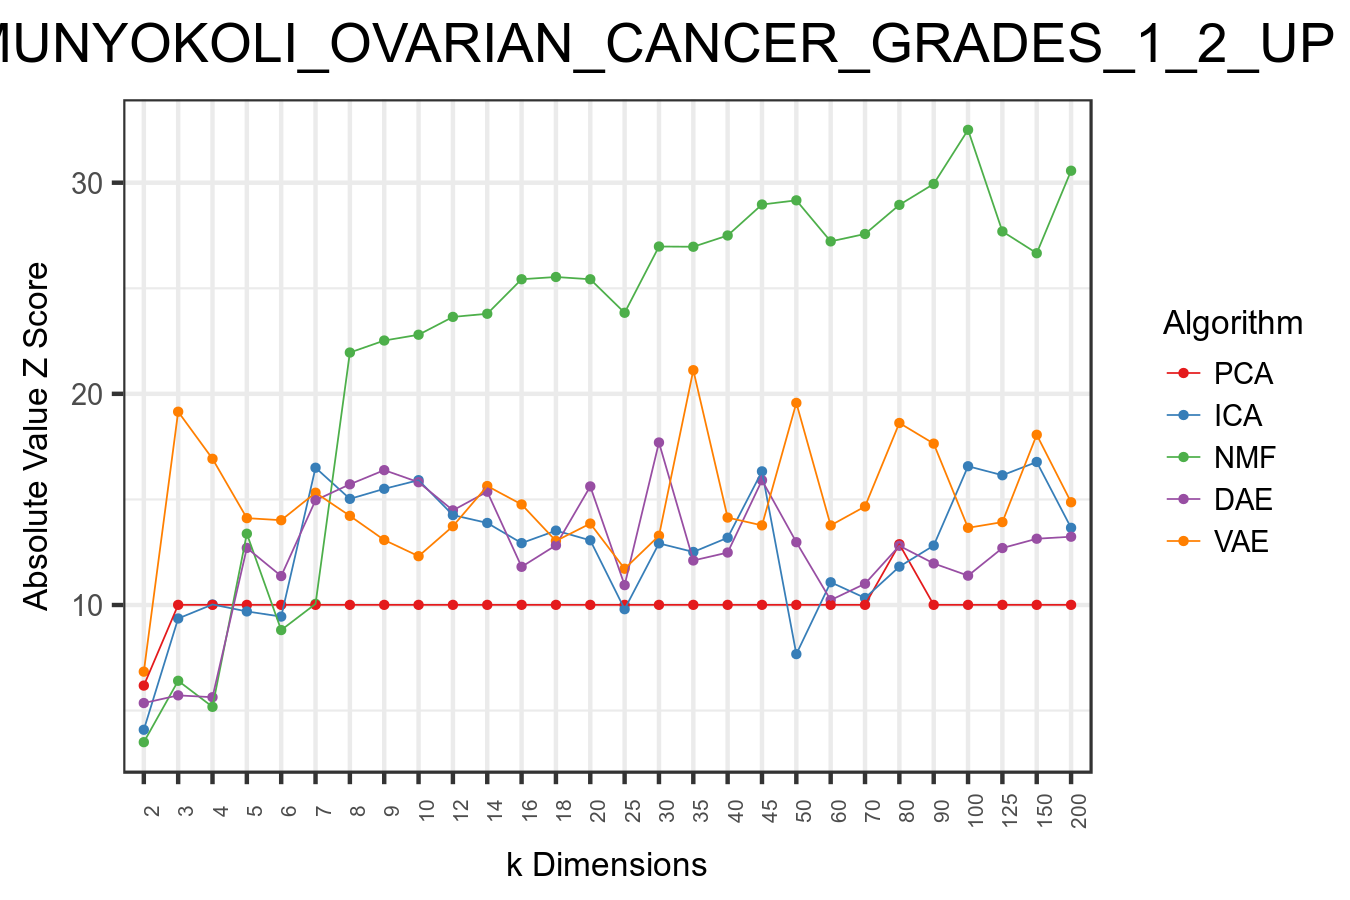 MUNYOKOLI_OVARIAN_CANCER_GRADES_1_2_UP
30
20
10
Absolute Value Z Score
2 3 4 5 6 7 8 9 10 12 14 16 18 20 25 30 35 40 45 50 60 70 80 90 100 125 150 200
k Dimensions
Algorithm
PCA
ICA
NMF
DAE
VAE